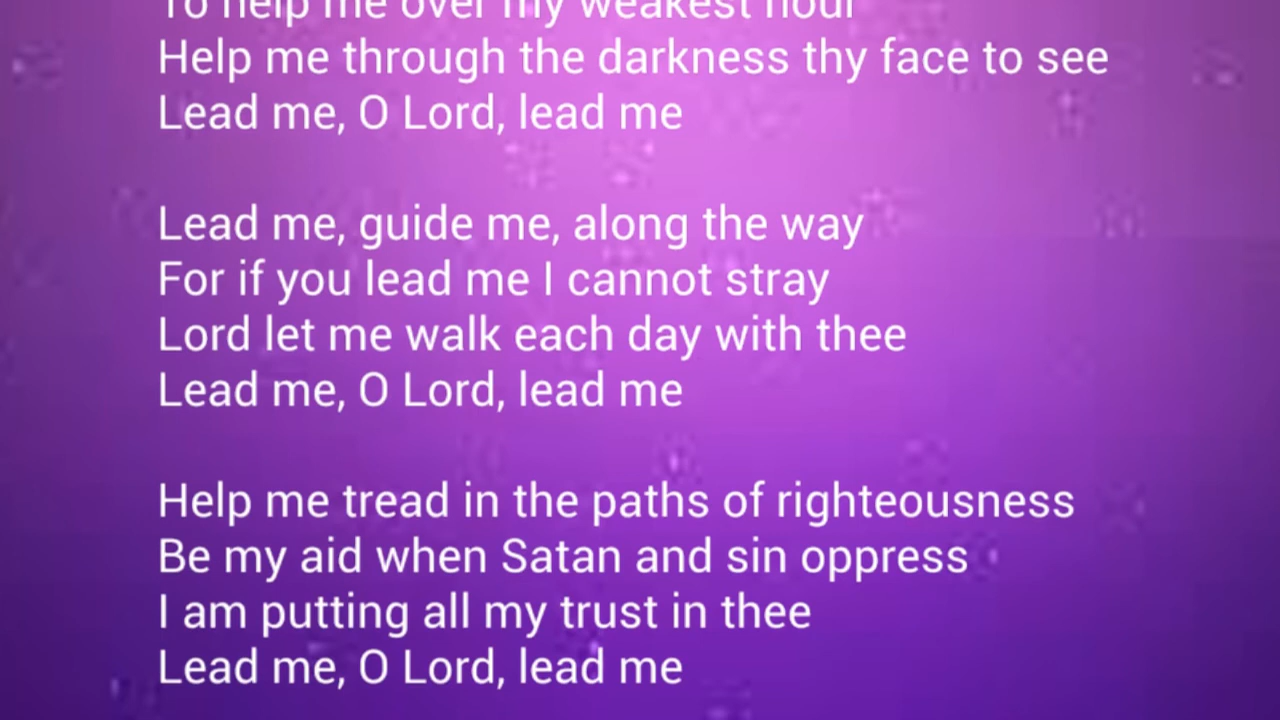 To help me over my weakest hour
Help me through the darkness thy face to see
Lead me, O Lord, lead me
Lead me, guide me, along the way
For if you lead me I cannot stray
Lord let me walk each day with thee
Lead me, O Lord, lead me
Help me tread in the paths of righteousness
Be my aid when Satan and sin oppress
I am putting all my trust in thee
Lead me, O Lord, lead me